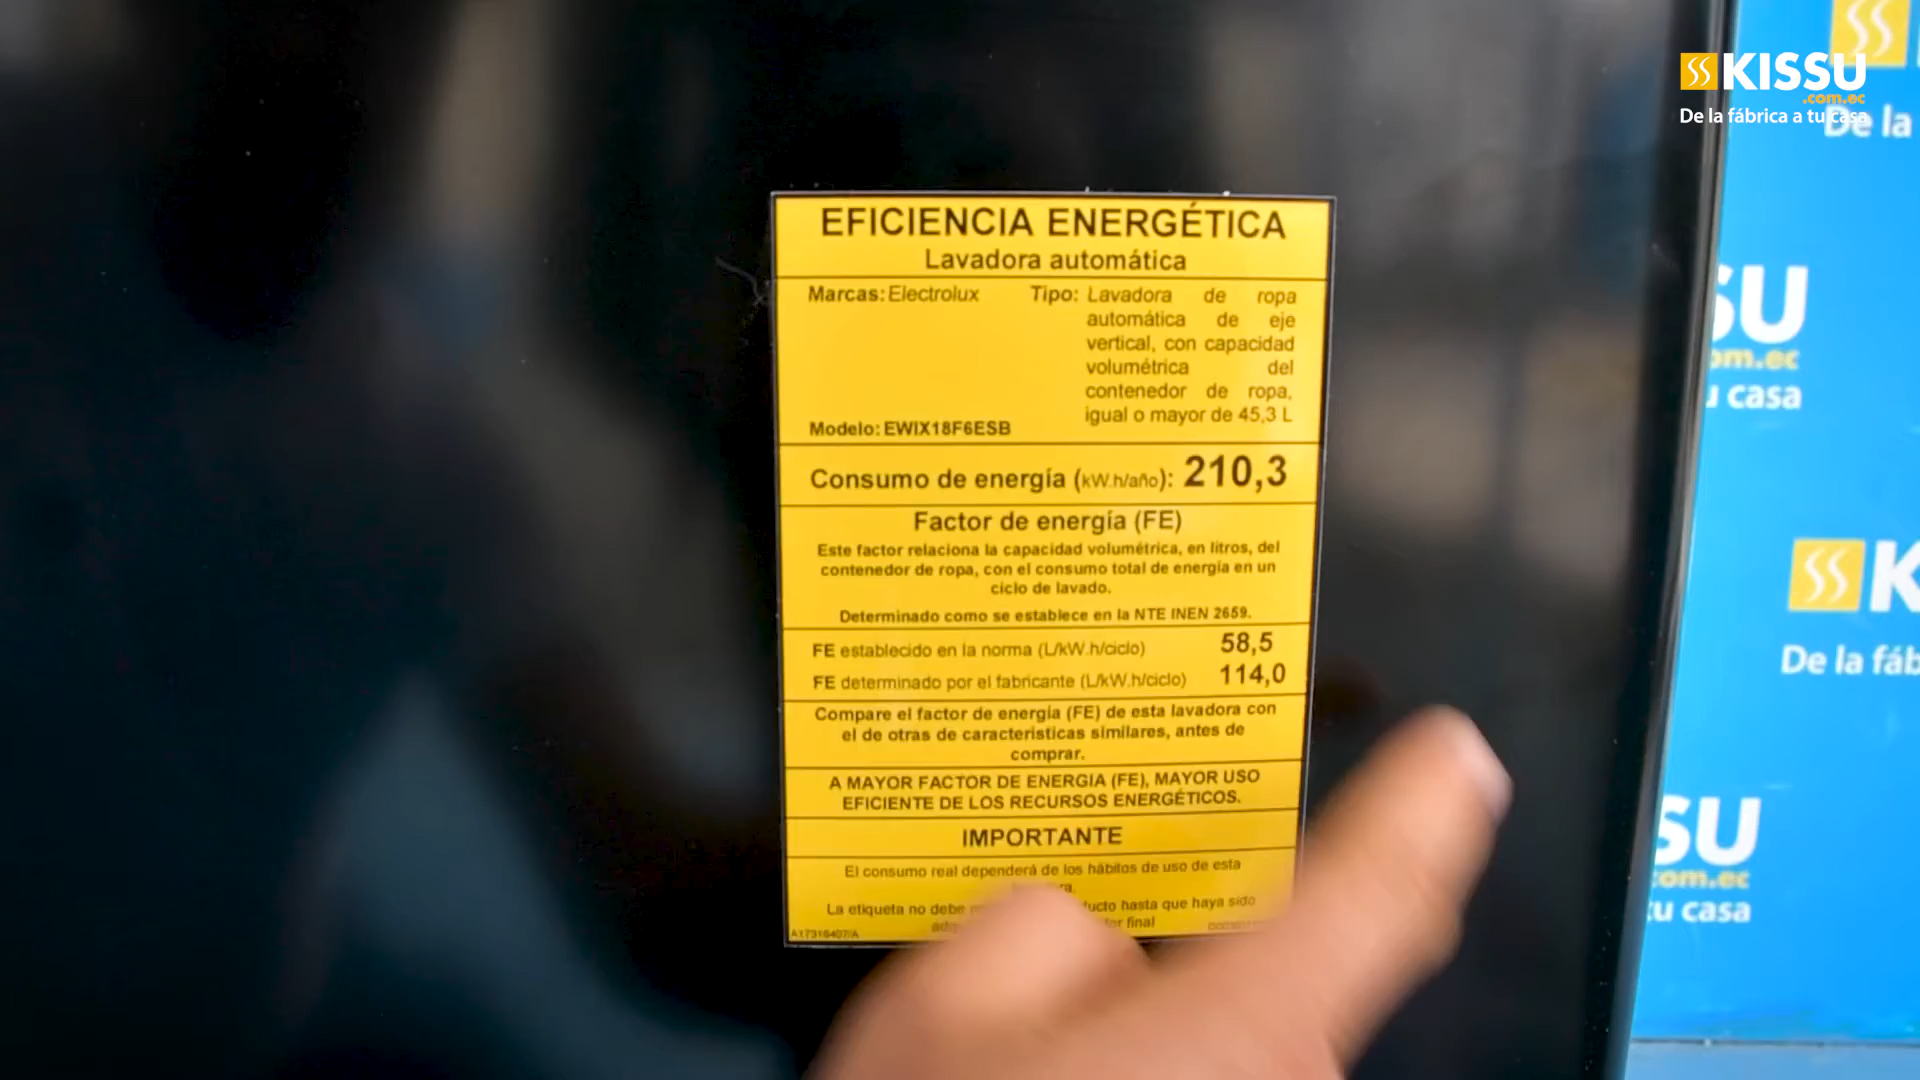 KISSU
.com.ec
De la fábrica a tu casa
De la
EFICIENCIA ENERGÉTICA
Lavadora automática
Marcas: Electrolux
Tipo: Lavadora de ropa
automática de eje
vertical, con capacidad
volumétrica del
contenedor de ropa,
igual o mayor de 45,3 L
Modelo: EWIX18F6ESB
Consumo de energía (kW.h/año): 210,3
Factor de energía (FE)
Este factor relaciona la capacidad volumétrica, en litros, del
contenedor de ropa, con el consumo total de energía en un
ciclo de lavado.
Determinado como se establece en la NTE INEN 2659.
FE establecido en la norma (L/kW.h/ciclo) 58,5
FE determinado por el fabricante (L/kW.h/ciclo) 114,0
Compare el factor de energía (FE) de esta lavadora con
el de otras de características similares, antes de
comprar.
A MAYOR FACTOR DE ENERGIA (FE), MAYOR USO
EFICIENTE DE LOS RECURSOS ENERGÉTICOS.
IMPORTANTE
El consumo real dependerá de los hábitos de uso de esta
La etiqueta no debe hasta que haya sido
final
A17316407/A
SU
om.ec
u casa
K
De la fáb
SU
com.ec
tu casa